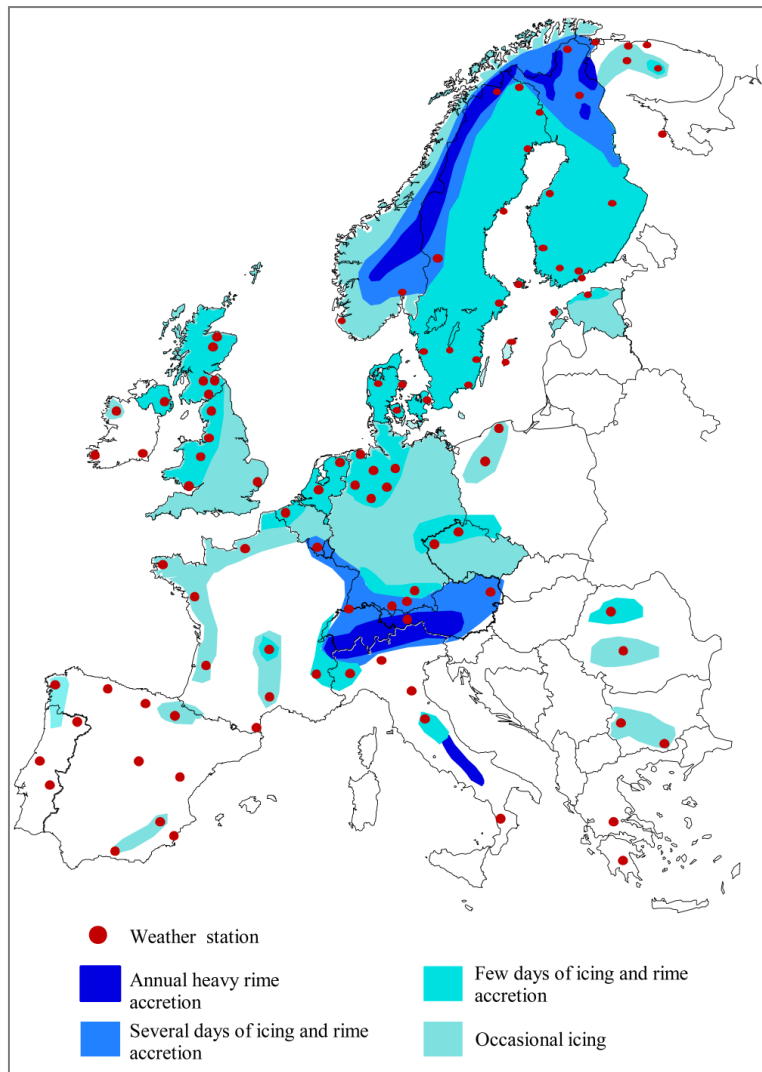 Weather station
Annual heavy rime
accretion
Few days of icing and rime
accretion
Several days of icing and rime
accretion
Occasional icing